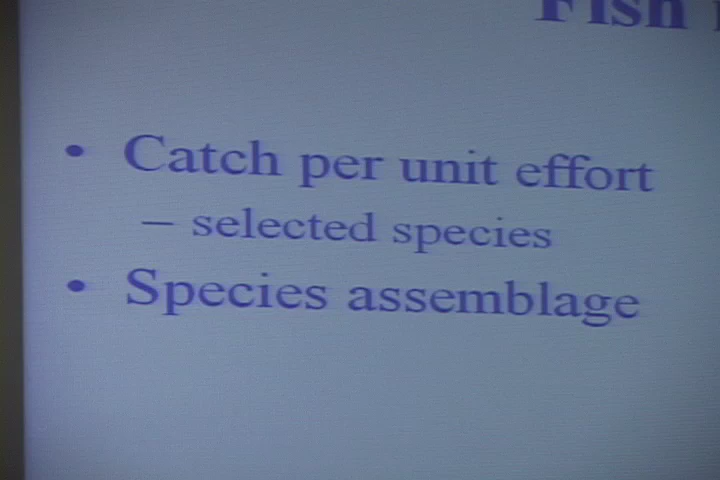 Fish
• Catch per unit effort
– selected species
• Species assemblage